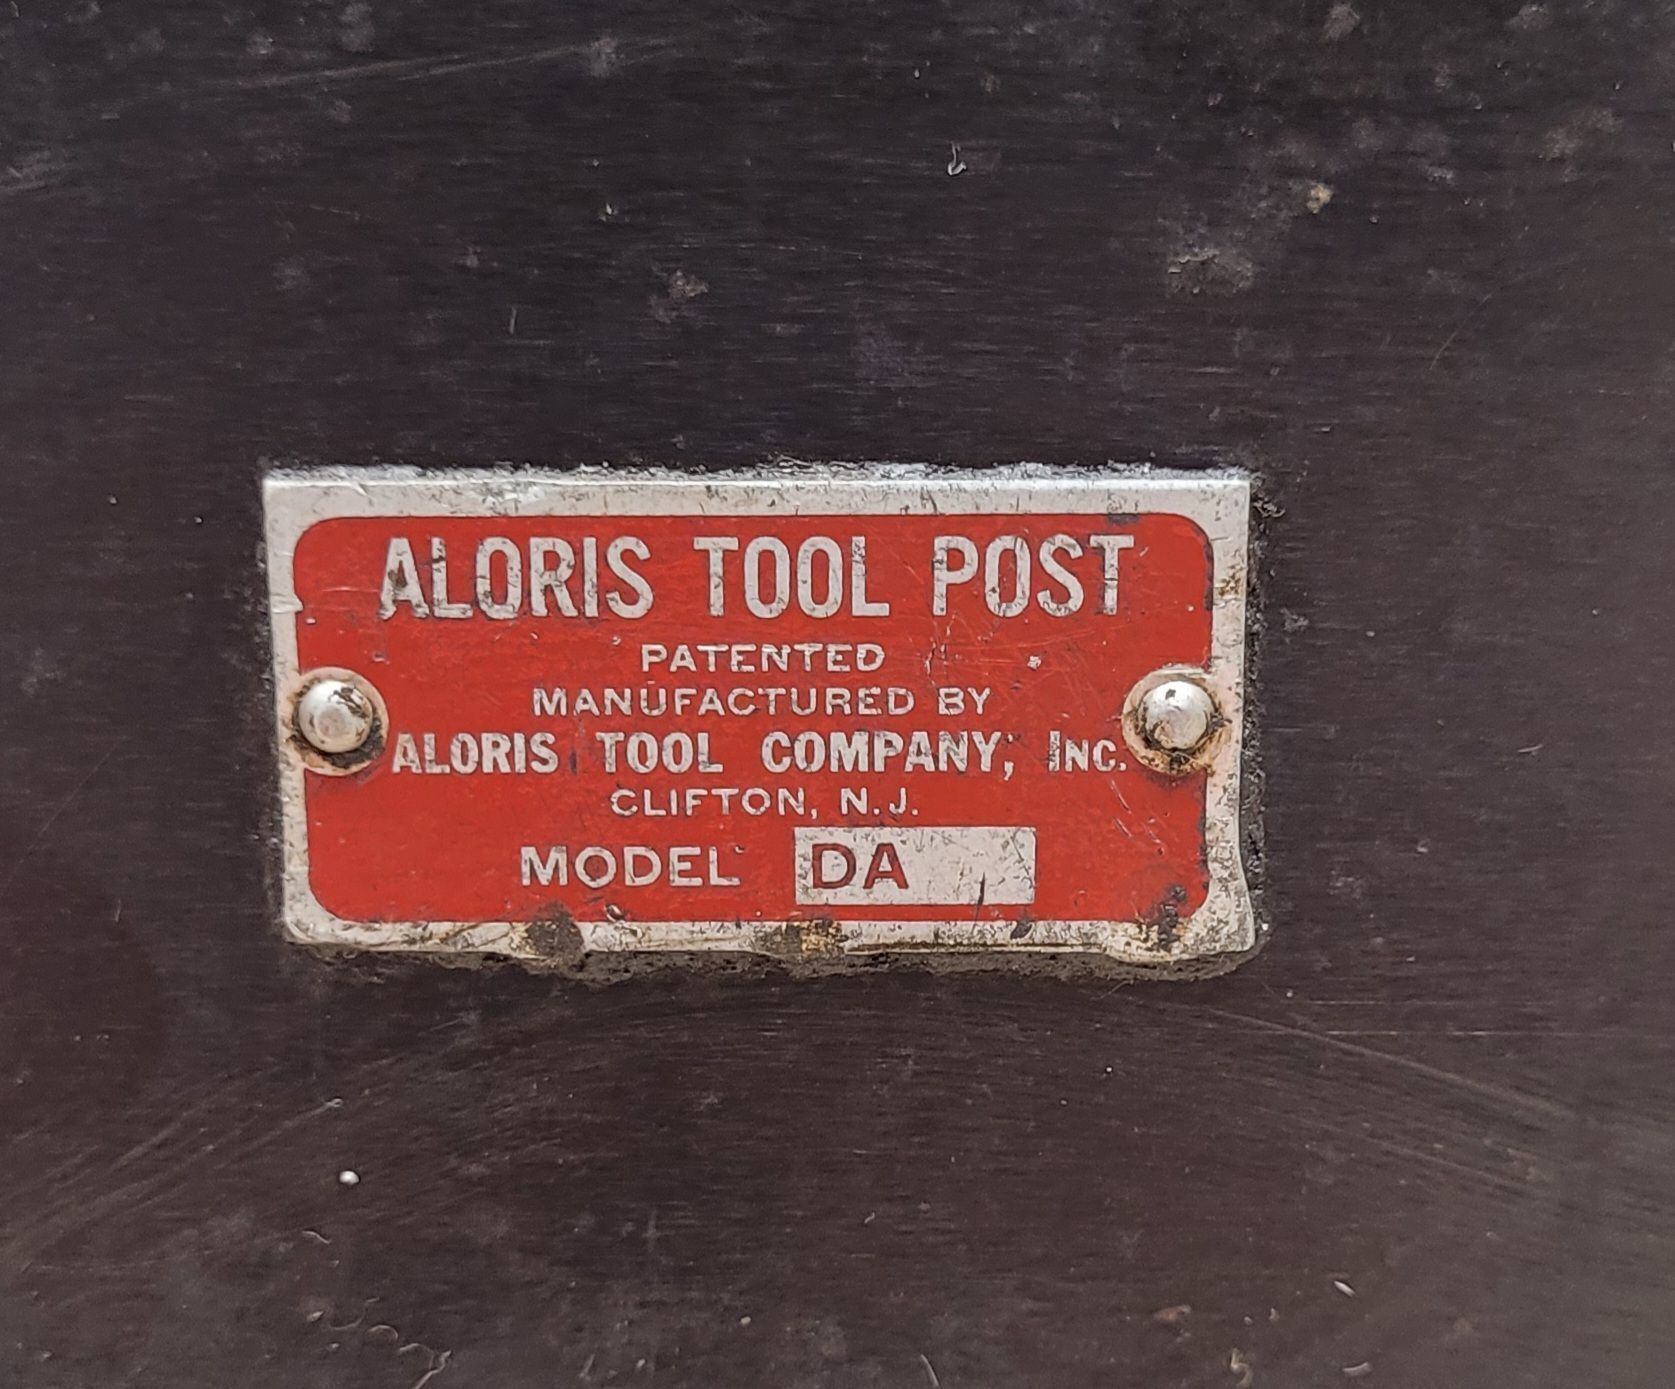 ALORIS TOOL POST
PATENTED
MANUFACTURED BY
ALORIS TOOL COMPANY, INC.
CLIFTON, N.J.
MODEL DA